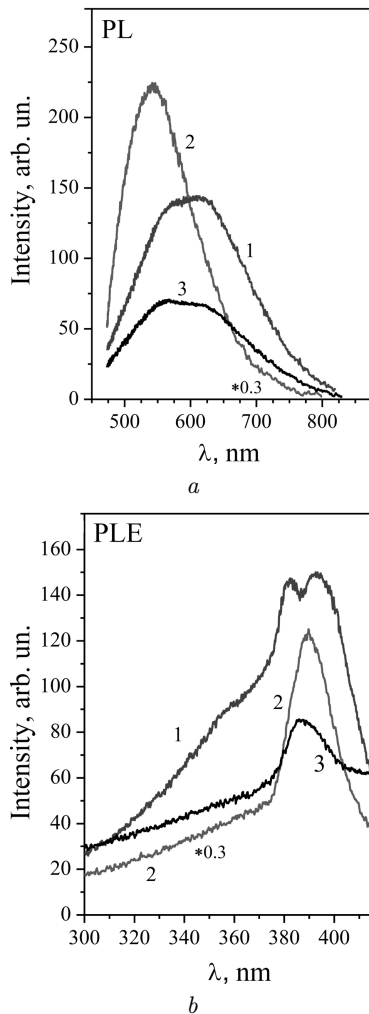 PL
Intensity, arb. un.
250
200
150
100
50
0
2
1
3
*0.3
500 600 700 800
λ, nm
a
PLE
Intensity, arb. un.
160
140
120
100
80
60
40
20
0
1
2
3
*0.3
2
300 320 340 360 380 400
λ, nm
b